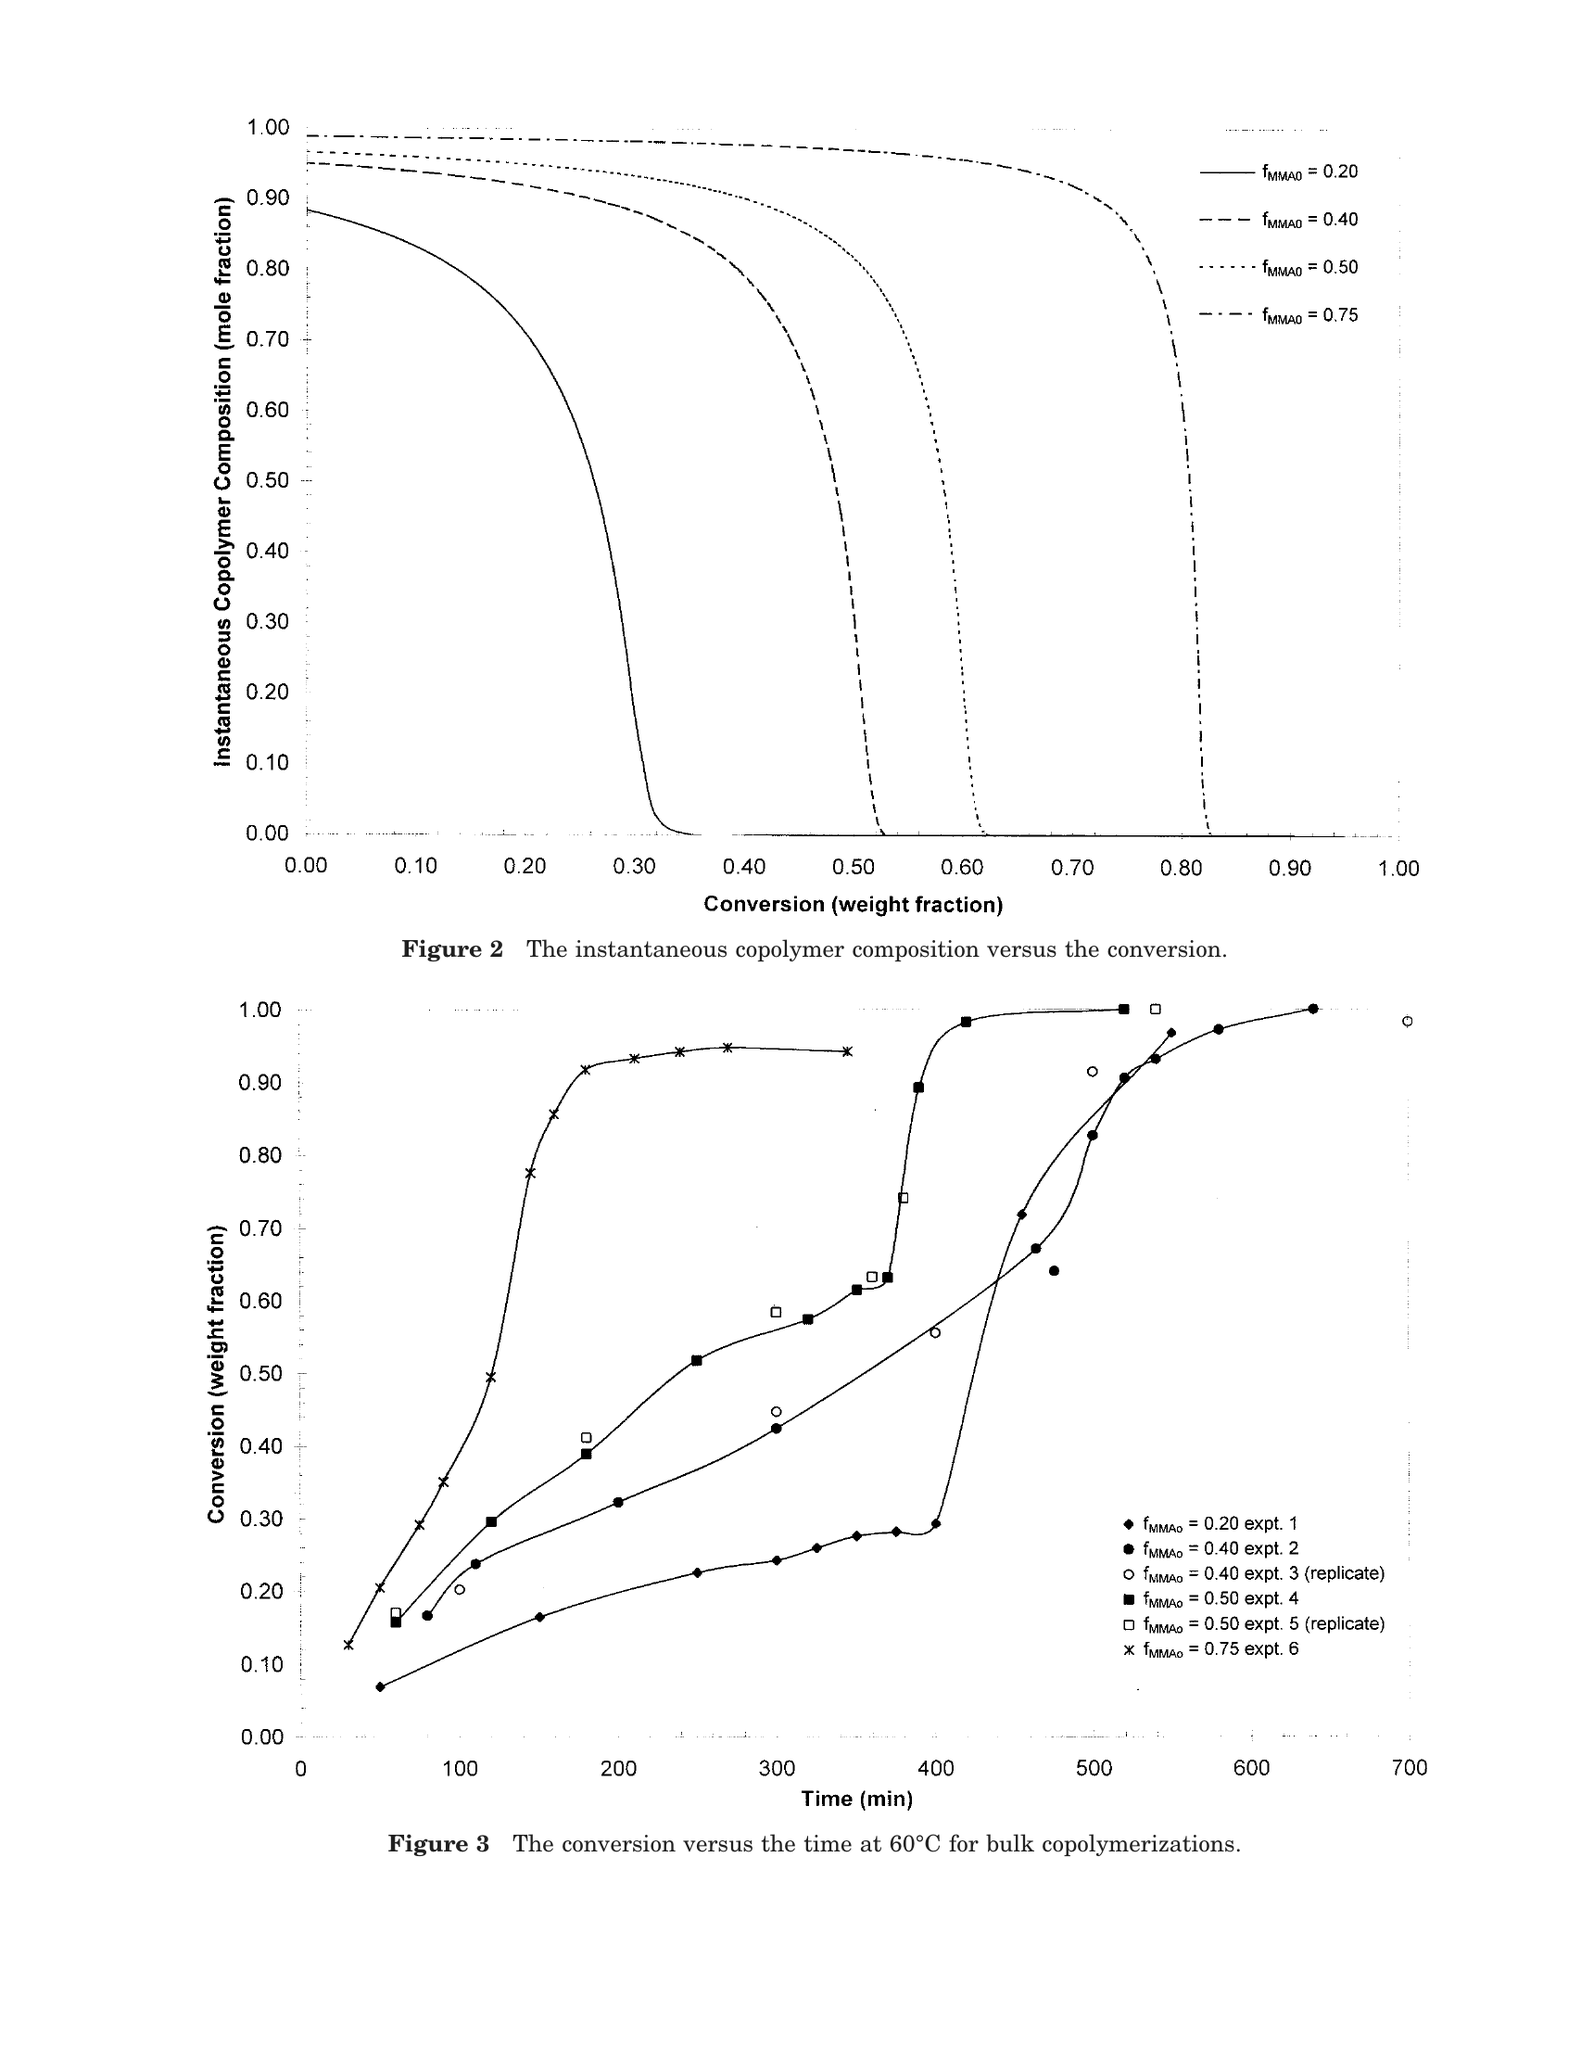 1.00
0.90
0.80
0.70
0.60
0.50
0.40
0.30
0.20
0.10
0.00
Instantaneous Copolymer Composition (mole fraction)
fMMA0 = 0.20
fMMA0 = 0.40
fMMA0 = 0.50
fMMA0 = 0.75
0.00 0.10 0.20 0.30 0.40 0.50 0.60 0.70 0.80 0.90 1.00
Conversion (weight fraction)
Figure 2 The instantaneous copolymer composition versus the conversion.
1.00
0.90
0.80
0.70
0.60
0.50
0.40
0.30
0.20
0.10
0.00
Conversion (weight fraction)
fMMAo = 0.20 expt. 1
fMMAo = 0.40 expt. 2
fMMAo = 0.40 expt. 3 (replicate)
fMMAo = 0.50 expt. 4
fMMAo = 0.50 expt. 5 (replicate)
fMMAo = 0.75 expt. 6
0 100 200 300 400 500 600 700
Time (min)
Figure 3 The conversion versus the time at 60°C for bulk copolymerizations.